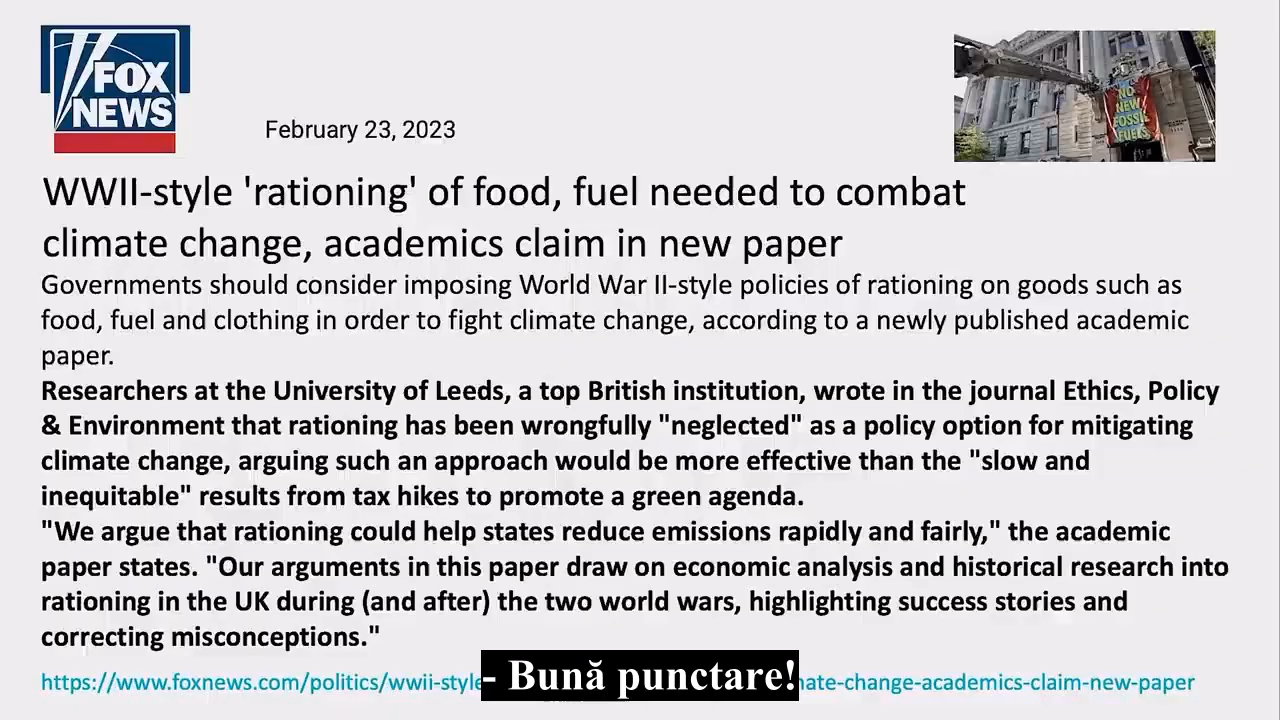 FOX
NEWS
February 23, 2023
NO
NEW
FOSSIL
FUELS
WWII-style 'rationing' of food, fuel needed to combat
climate change, academics claim in new paper
Governments should consider imposing World War II-style policies of rationing on goods such as
food, fuel and clothing in order to fight climate change, according to a newly published academic
paper.
Researchers at the University of Leeds, a top British institution, wrote in the journal Ethics, Policy
& Environment that rationing has been wrongfully "neglected" as a policy option for mitigating
climate change, arguing such an approach would be more effective than the "slow and
inequitable" results from tax hikes to promote a green agenda.
"We argue that rationing could help states reduce emissions rapidly and fairly," the academic
paper states. "Our arguments in this paper draw on economic analysis and historical research into
rationing in the UK during (and after) the two world wars, highlighting success stories and
correcting misconceptions."
https://www.foxnews.com/politics/wwii-style mate-change-academics-claim-new-paper
- Bună punctare!